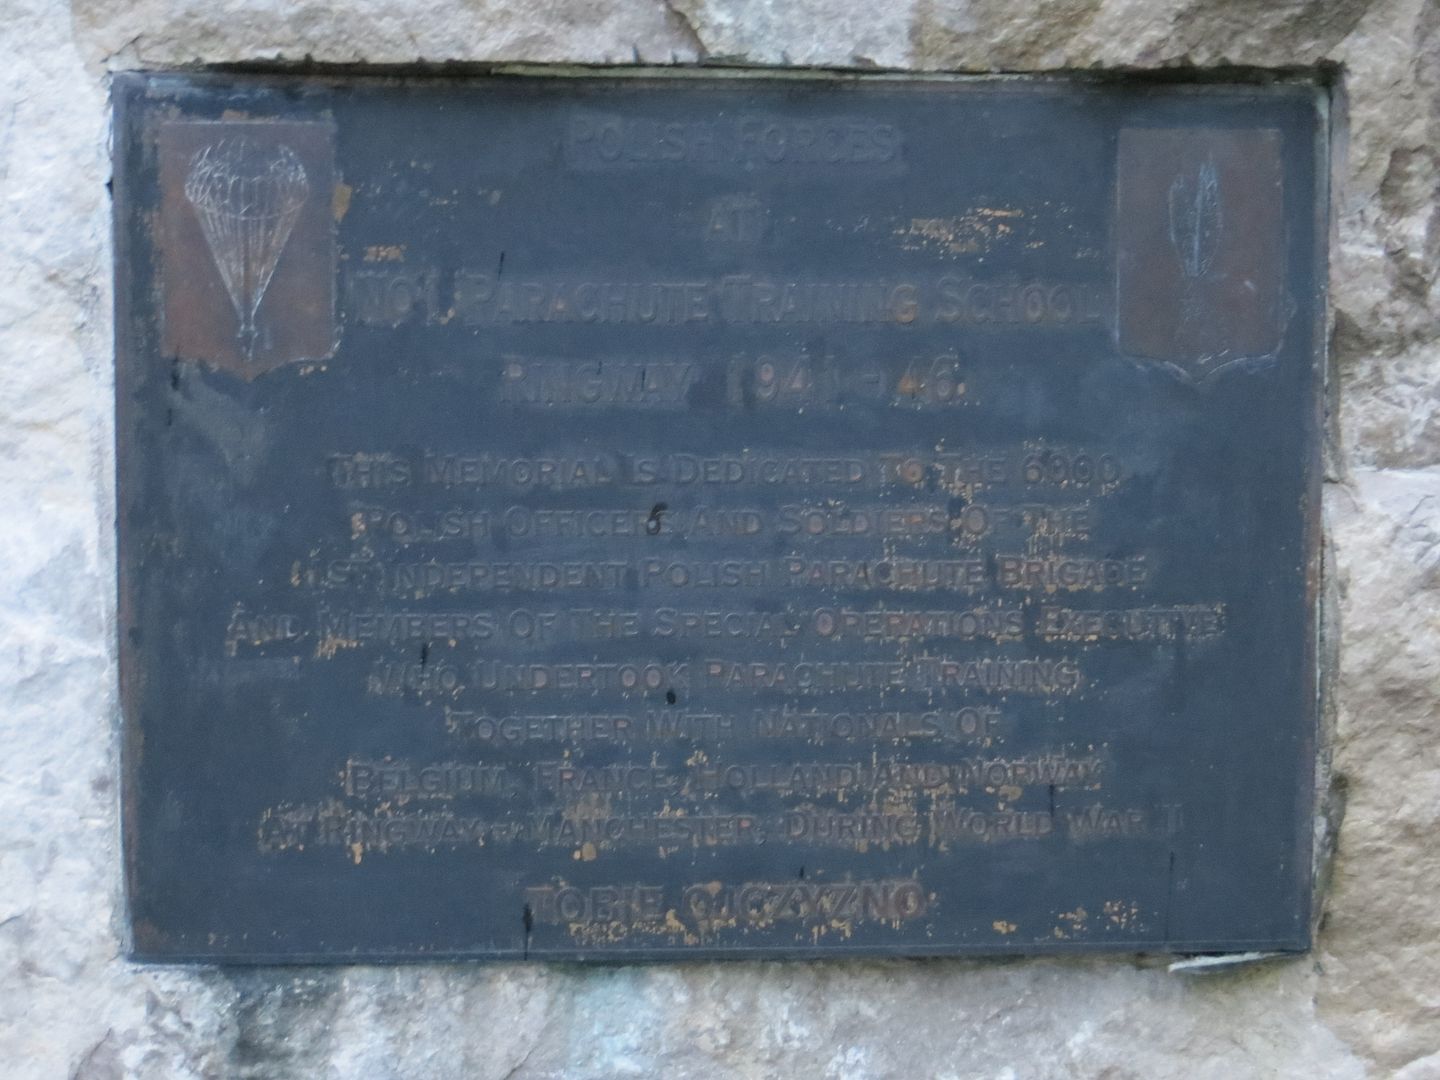 Polish Forces
At
No 1. Parachute Training School
Ringway 1941 - 46.
This Memorial Is Dedicated To The 6000
Polish Officers And Soldiers Of The
1st Independent Polish Parachute Brigade
And Members Of The Special Operations Executive
Who Undertook Parachute Training
Together With Nationals Of
Belgium, France, Holland And Norway
At Ringway - Manchester, During World War II
TOBIE OJCZYZNO